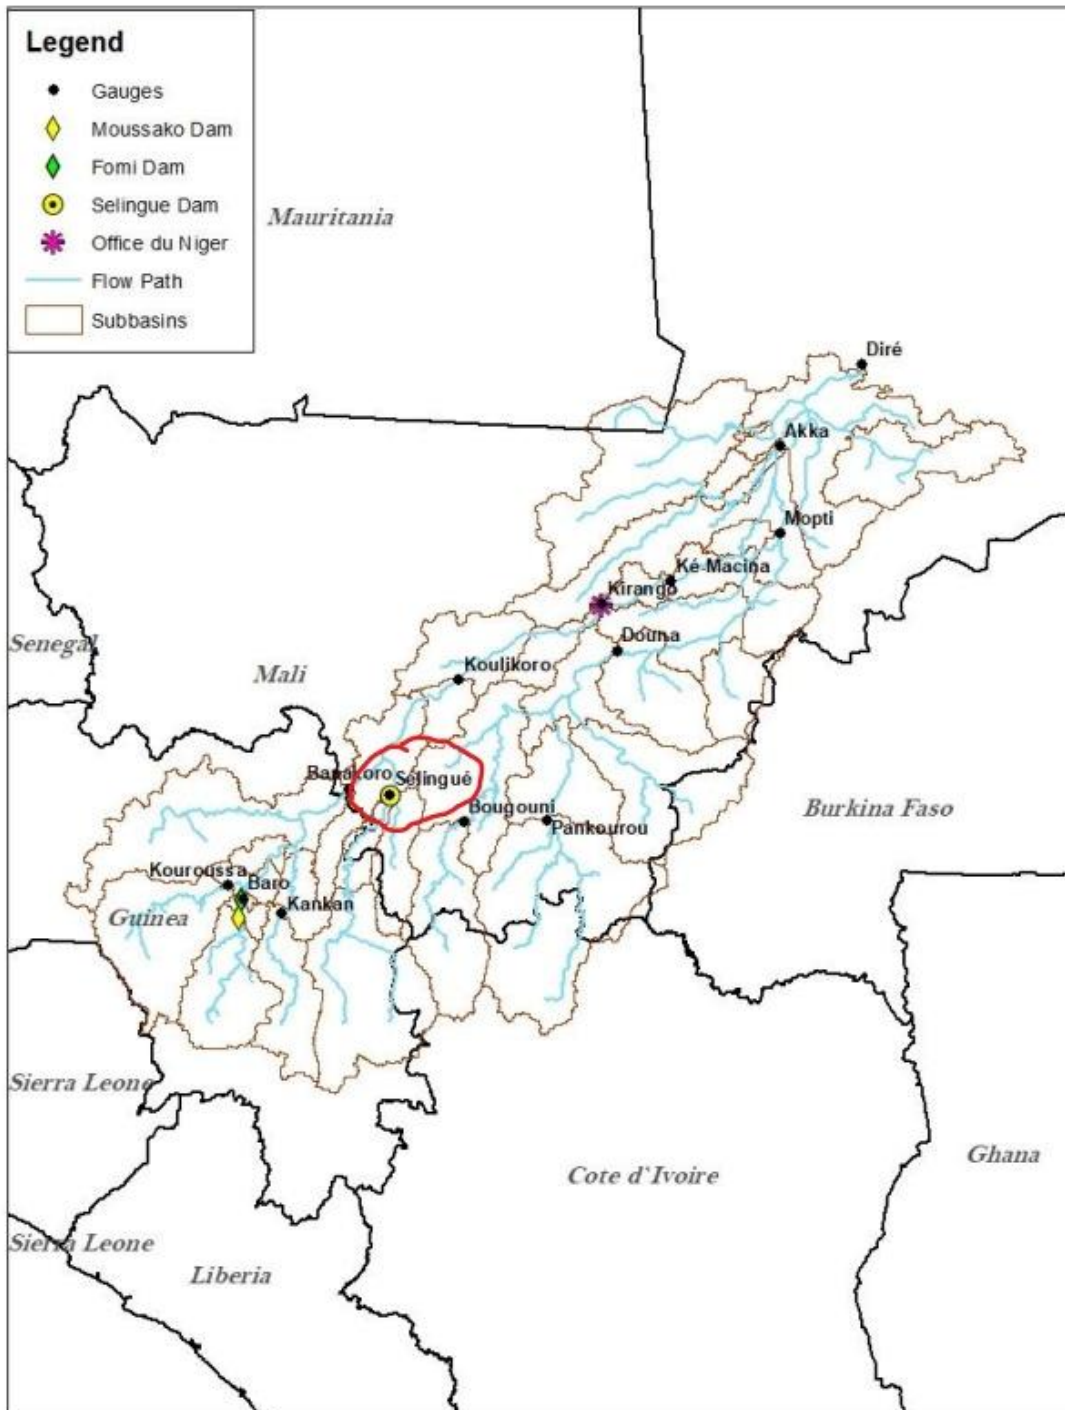 Legend
Gauges
Moussako Dam
Fomi Dam
Selingue Dam
Office du Niger
Flow Path
Subbasins
Mauritania
Diré
Akka
Mopti
Ké-Macina
Kirango
Douna
Senegal
Mali
Koulikoro
Banakoro
Sélingué
Bougouni
Pankourou
Burkina Faso
Kouroussa
Baro
Kankan
Guinea
Sierra Leone
Cote d`Ivoire
Ghana
Sierra Leone
Liberia